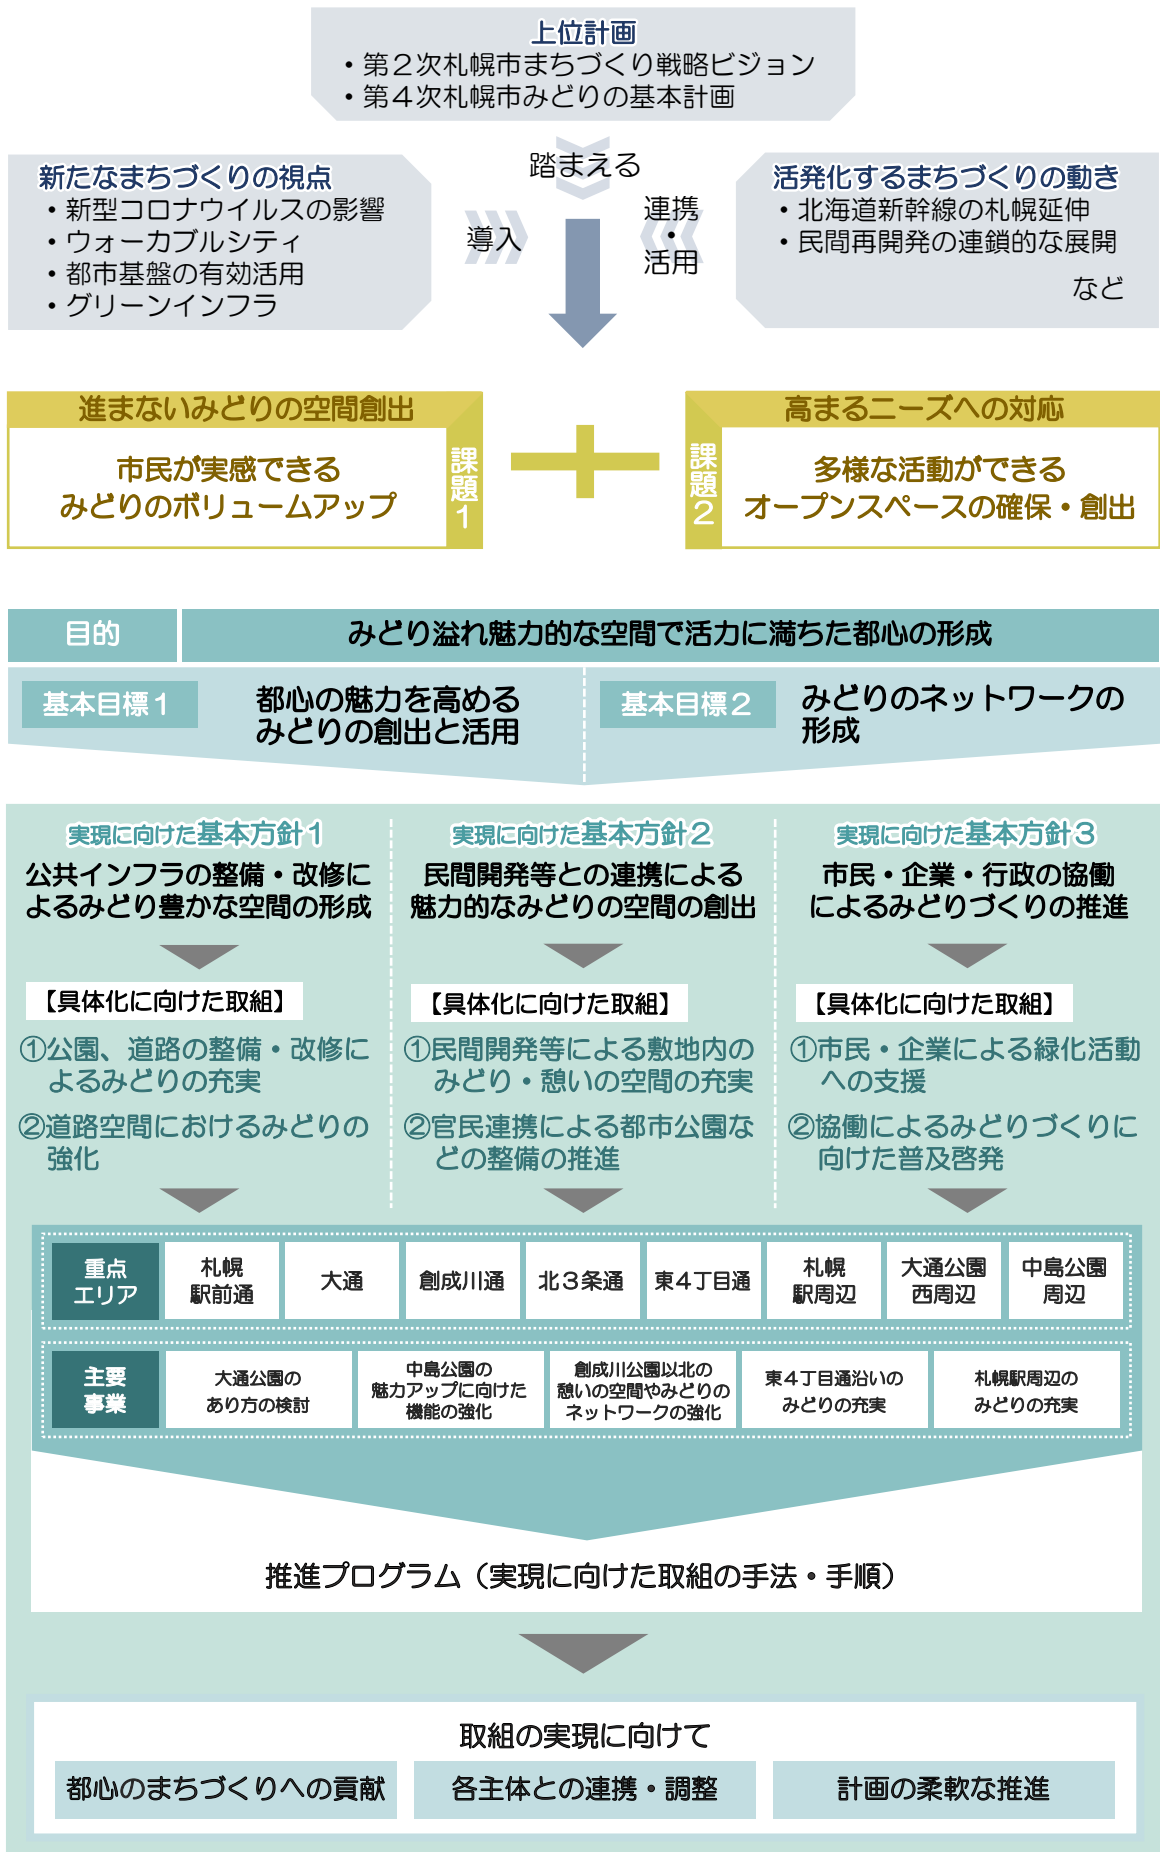 上位計画
・第２次札幌市まちづくり戦略ビジョン
・第４次札幌市みどりの基本計画
踏まえる
新たなまちづくりの視点
・新型コロナウイルスの影響
・ウォーカブルシティ
・都市基盤の有効活用
・グリーンインフラ
導入
連携
・
活用
活発化するまちづくりの動き
・北海道新幹線の札幌延伸
・民間再開発の連鎖的な展開
など
進まないみどりの空間創出
市民が実感できる
みどりのボリュームアップ
課題１
高まるニーズへの対応
課題２
多様な活動ができる
オープンスペースの確保・創出
目的
みどり溢れ魅力的な空間で活力に満ちた都心の形成
基本目標１
都心の魅力を高める
みどりの創出と活用
基本目標２
みどりのネットワークの
形成
実現に向けた基本方針１
公共インフラの整備・改修に
よるみどり豊かな空間の形成
【具体化に向けた取組】
①公園、道路の整備・改修に
よるみどりの充実
②道路空間におけるみどりの
強化
実現に向けた基本方針２
民間開発等との連携による
魅力的なみどりの空間の創出
【具体化に向けた取組】
①民間開発等による敷地内の
みどり・憩いの空間の充実
②官民連携による都市公園な
どの整備の推進
実現に向けた基本方針３
市民・企業・行政の協働
によるみどりづくりの推進
【具体化に向けた取組】
①市民・企業による緑化活動
への支援
②協働によるみどりづくりに
向けた普及啓発
重点
エリア
札幌
駅前通
大通
創成川通
北３条通
東４丁目通
札幌
駅周辺
大通公園
西周辺
中島公園
周辺
主要
事業
大通公園の
あり方の検討
中島公園の
魅力アップに向けた
機能の強化
創成川公園以北の
憩いの空間やみどりの
ネットワークの強化
東４丁目通沿いの
みどりの充実
札幌駅周辺の
みどりの充実
推進プログラム（実現に向けた取組の手法・手順）
取組の実現に向けて
都心のまちづくりへの貢献
各主体との連携・調整
計画の柔軟な推進